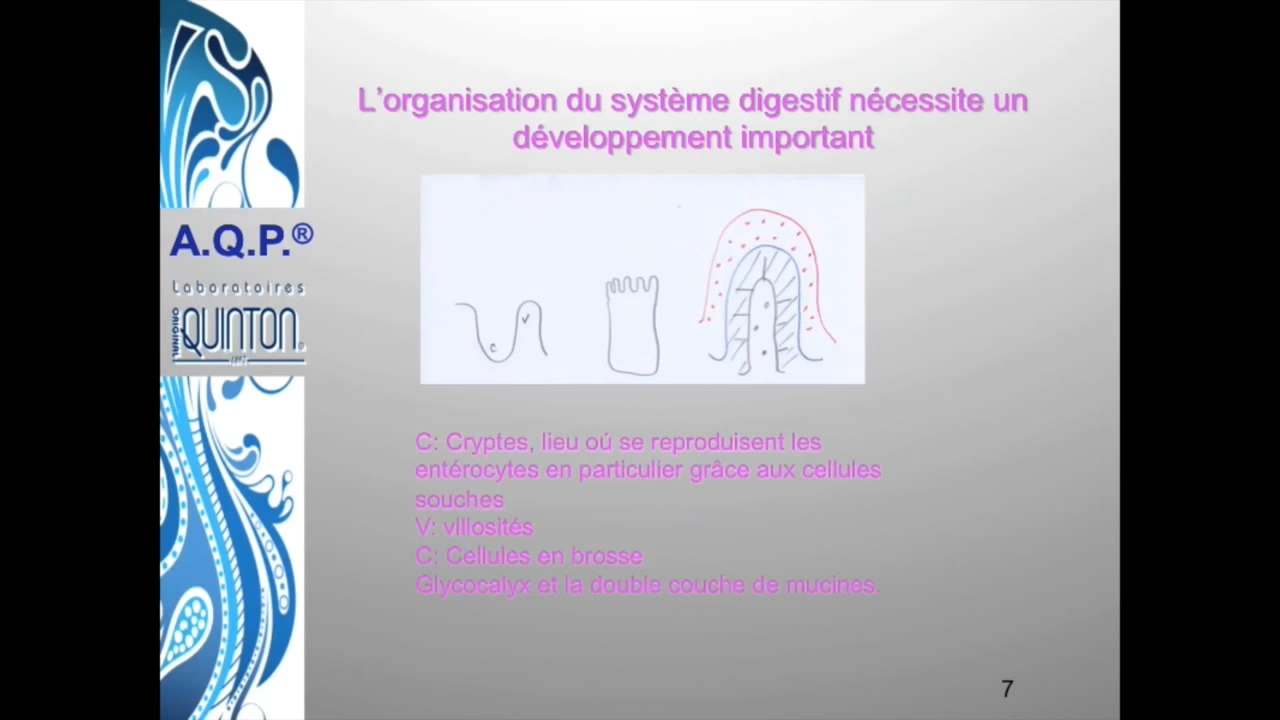 L'organisation du système digestif nécessite un
développement important
A.Q.P.®
Laboratoires
ORIGINAL
QUINTON®
c
v
C: Cryptes, lieu oú se reproduisent les
entérocytes en particulier grâce aux cellules
souches
V: villosités
C: Cellules en brosse
Glycocalyx et la double couche de mucines.
7